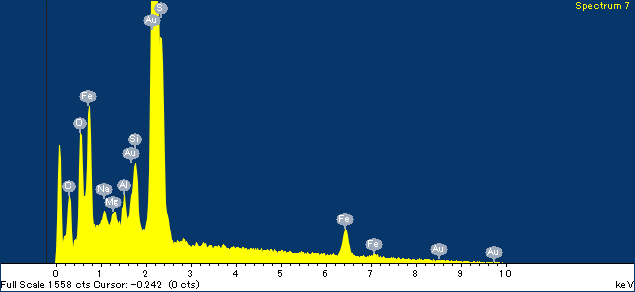 Spectrum 7
S
Au
Fe
O
Si
Au
Al
Na
Mg
Fe
Fe
Au
Au
0 1 2 3 4 5 6 7 8 9 10
Full Scale 1558 cts Cursor: -0.242 (0 cts) keV